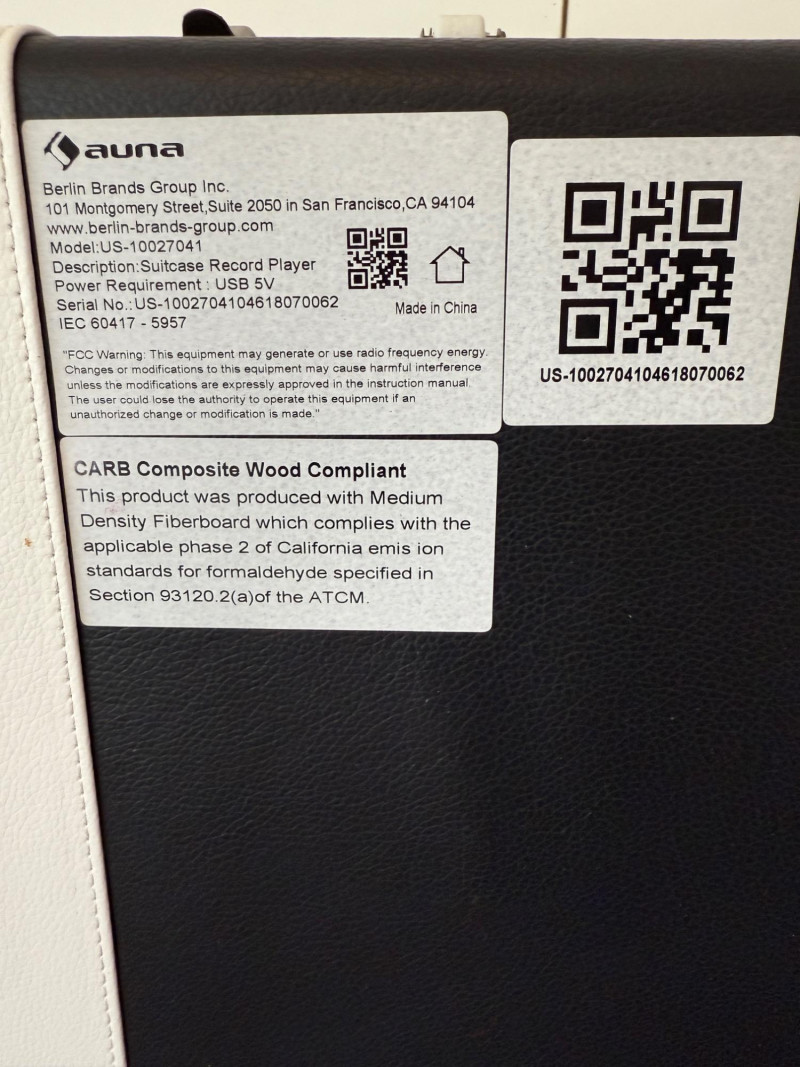 auna
Berlin Brands Group Inc.
101 Montgomery Street,Suite 2050 in San Francisco,CA 94104
www.berlin-brands-group.com
Model:US-10027041
Description:Suitcase Record Player
Power Requirement : USB 5V
Serial No.:US-1002704104618070062
IEC 60417 - 5957
Made in China
"FCC Warning: This equipment may generate or use radio frequency energy.
Changes or modifications to this equipment may cause harmful interference
unless the modifications are expressly approved in the instruction manual.
The user could lose the authority to operate this equipment if an
unauthorized change or modification is made."
US-1002704104618070062
CARB Composite Wood Compliant
This product was produced with Medium
Density Fiberboard which complies with the
applicable phase 2 of California emis ion
standards for formaldehyde specified in
Section 93120.2(a)of the ATCM.